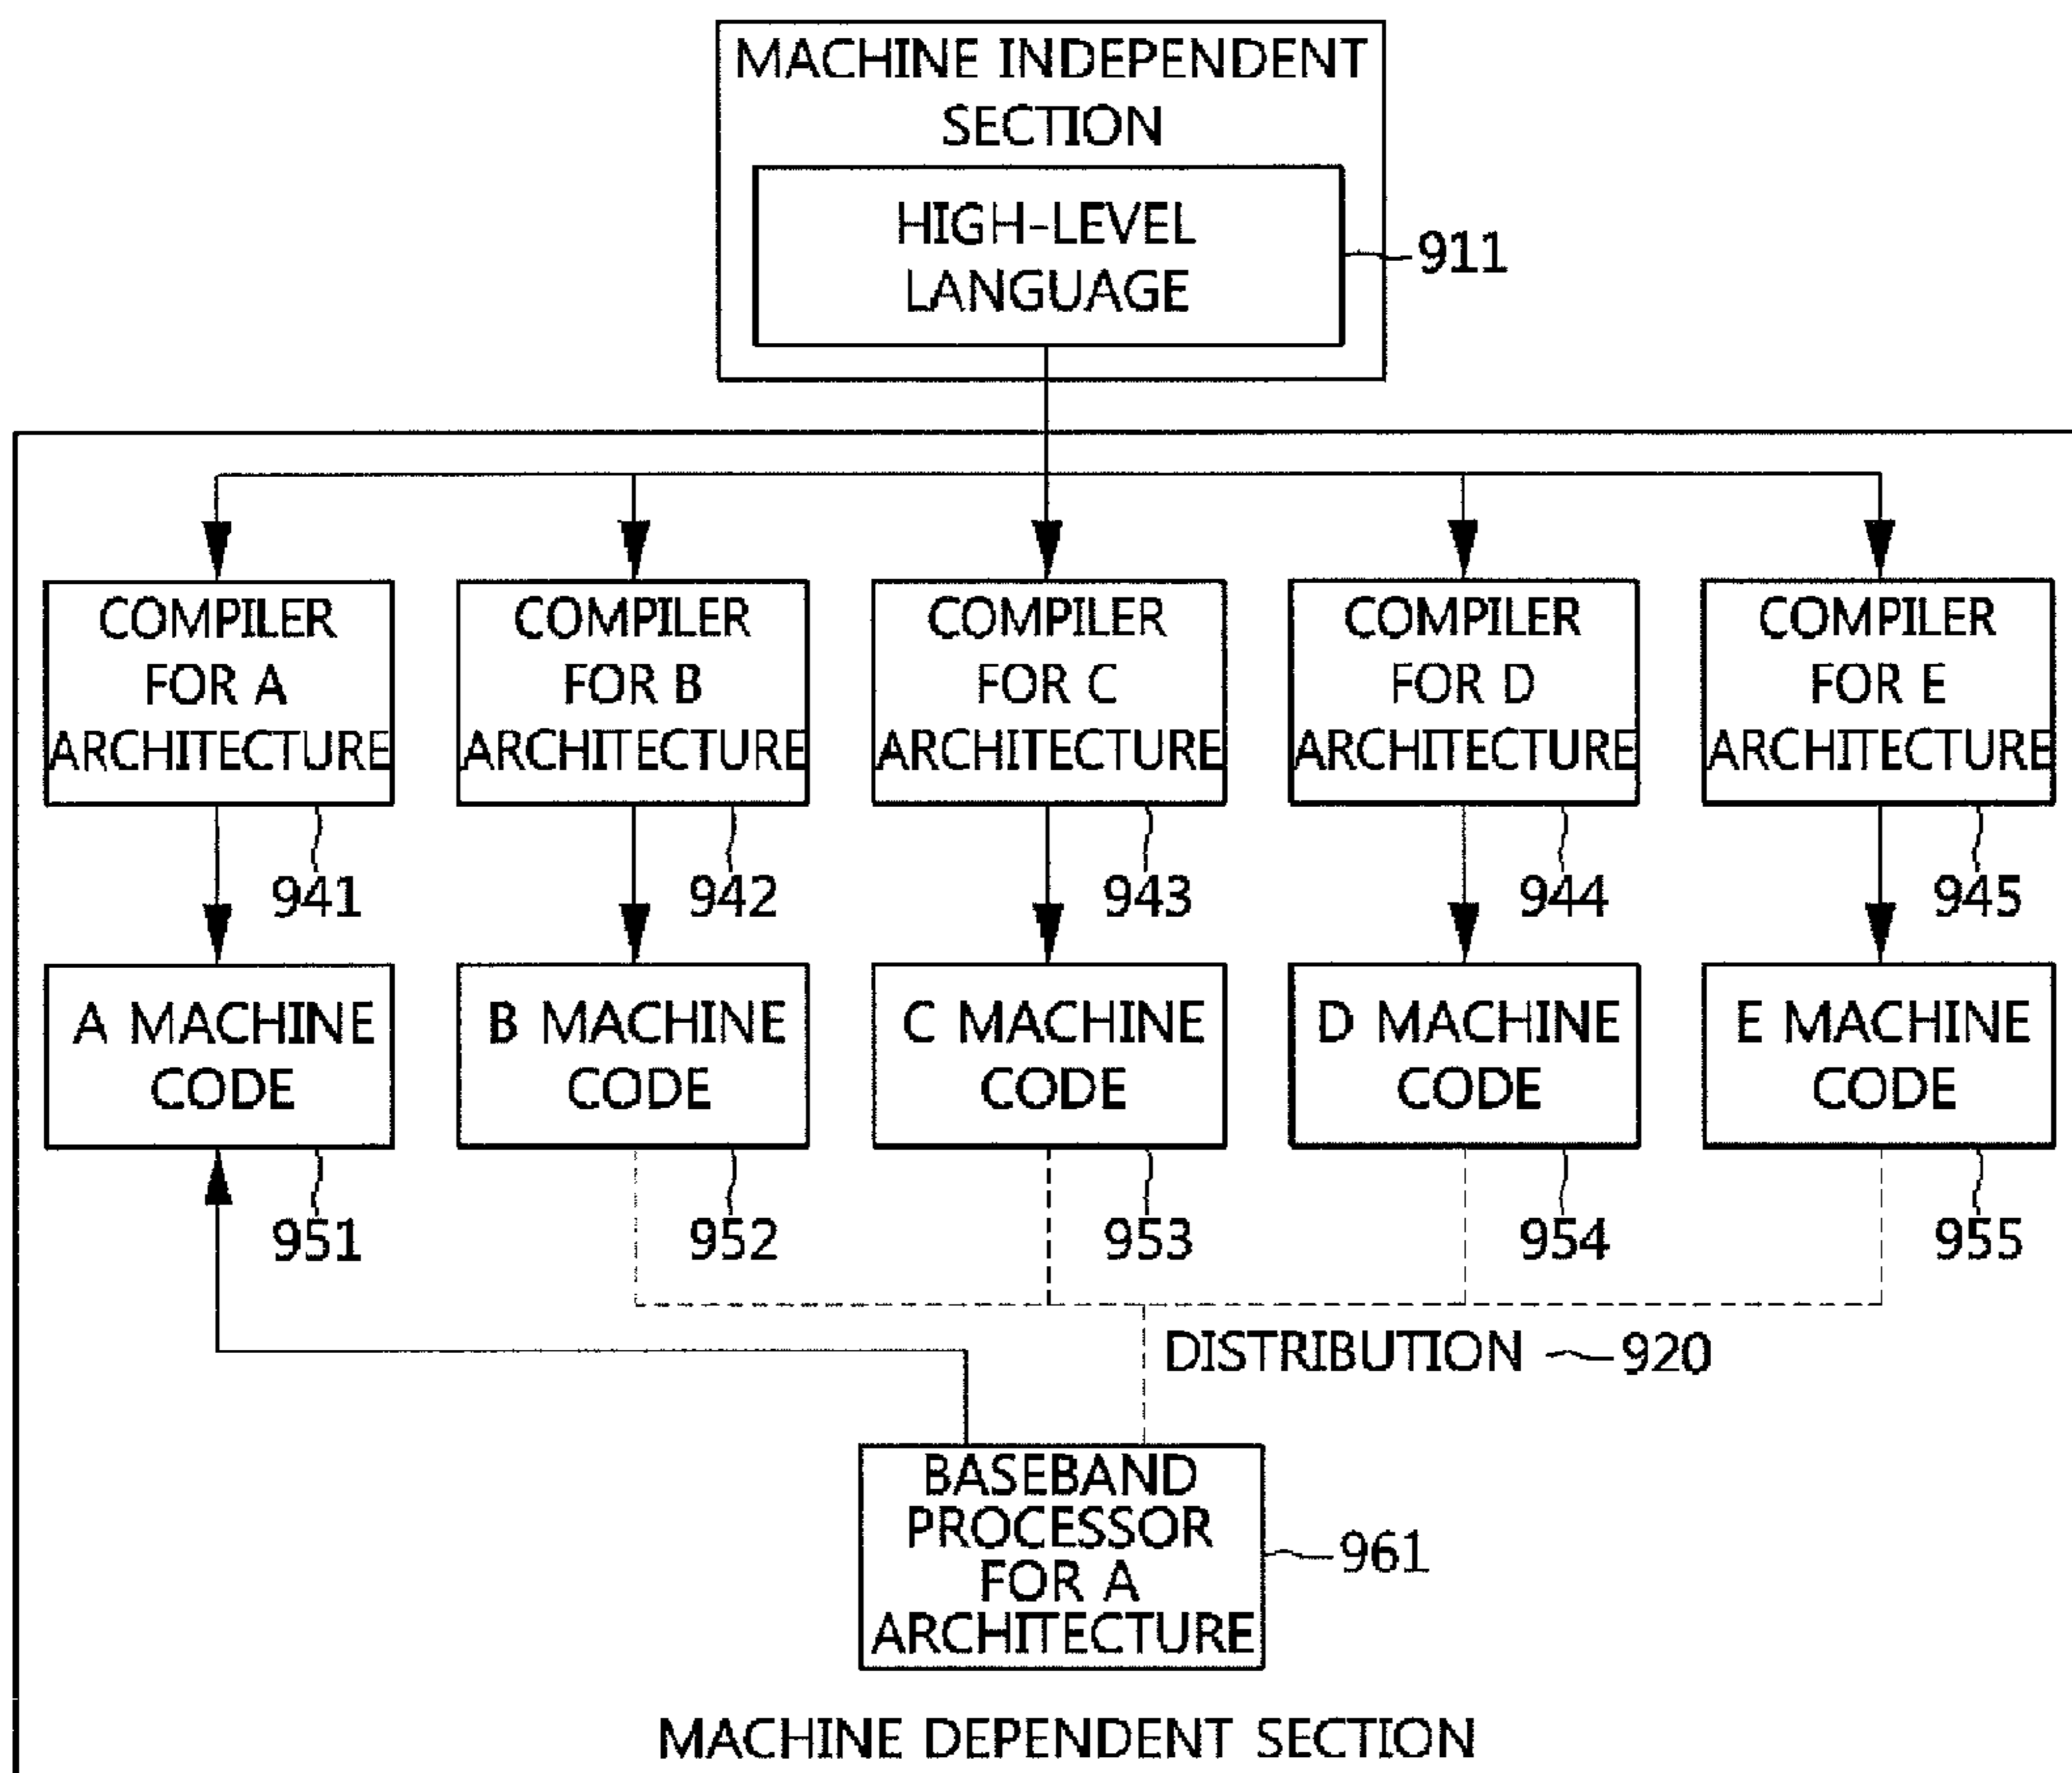 MACHINE INDEPENDENT
SECTION
HIGH-LEVEL
LANGUAGE
911
COMPILER
FOR A
ARCHITECTURE
COMPILER
FOR B
ARCHITECTURE
COMPILER
FOR C
ARCHITECTURE
COMPILER
FOR D
ARCHITECTURE
COMPILER
FOR E
ARCHITECTURE
941
942
943
944
945
A MACHINE
CODE
B MACHINE
CODE
C MACHINE
CODE
D MACHINE
CODE
E MACHINE
CODE
951
952
953
954
955
DISTRIBUTION
920
BASEBAND
PROCESSOR
FOR A
ARCHITECTURE
961
MACHINE DEPENDENT SECTION